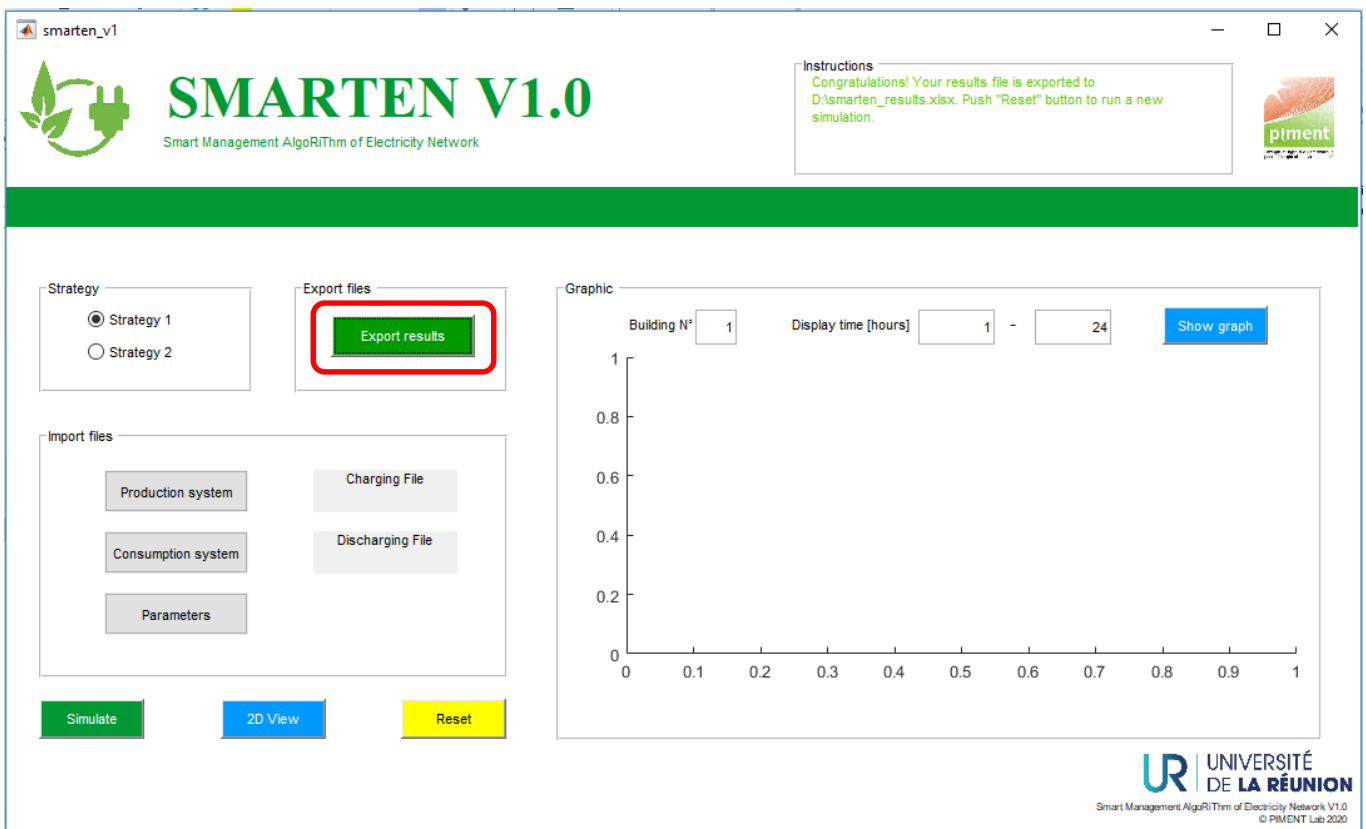 smarten_v1
SMARTEN V1.0
Smart Management AlgoRiThm of Electricity Network
Instructions
Congratulations! Your results file is exported to
D:\smarten_results.xlsx. Push "Reset" button to run a new
simulation.
piment
Strategy
Strategy 1
Strategy 2
Export files
Export results
Import files
Production system
Charging File
Consumption system
Discharging File
Parameters
Simulate
2D View
Reset
Graphic
Building N° 1
Display time [hours] 1 - 24
Show graph
1
0.8
0.6
0.4
0.2
0
0 0.1 0.2 0.3 0.4 0.5 0.6 0.7 0.8 0.9 1
UR UNIVERSITÉ
DE LA RÉUNION
Smart Management AlgoRiThm of Electricity Network V1.0
© PIMENT Lab 2020